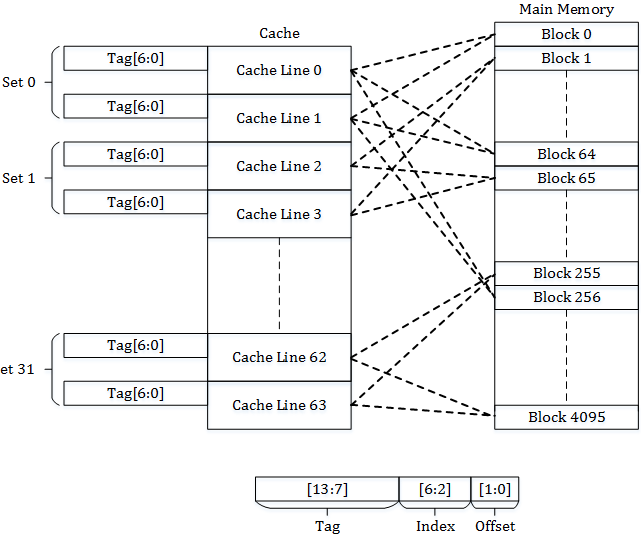 Cache
Main Memory
Set 0
Tag[6:0]
Cache Line 0
Tag[6:0]
Cache Line 1
Set 1
Tag[6:0]
Cache Line 2
Tag[6:0]
Cache Line 3
et 31
Tag[6:0]
Cache Line 62
Tag[6:0]
Cache Line 63
Block 0
Block 1
Block 64
Block 65
Block 255
Block 256
Block 4095
[13:7] [6:2] [1:0]
Tag Index Offset